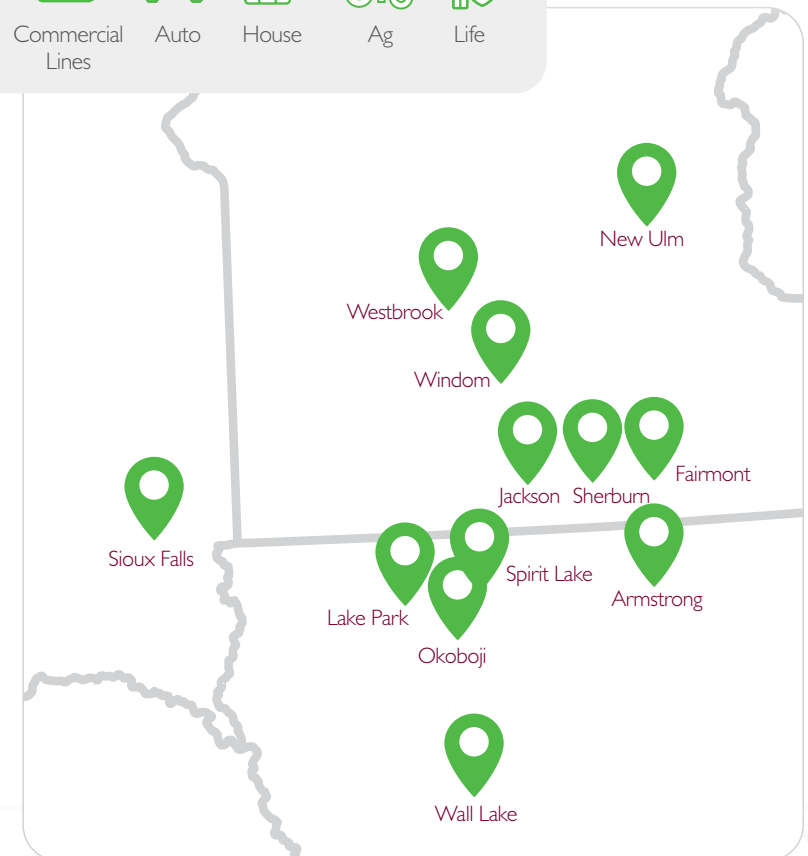 Commercial
Lines
Auto
House
Ag
Life
New Ulm
Westbrook
Windom
Fairmont
Jackson
Sherburn
Sioux Falls
Spirit Lake
Armstrong
Lake Park
Okoboji
Wall Lake